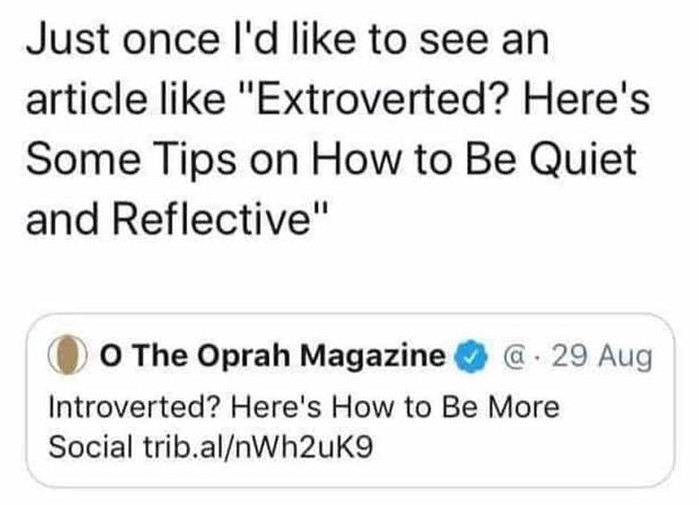 Just once I'd like to see an
article like "Extroverted? Here's
Some Tips on How to Be Quiet
and Reflective"
O The Oprah Magazine @ · 29 Aug
Introverted? Here's How to Be More
Social trib.al/nWh2uK9